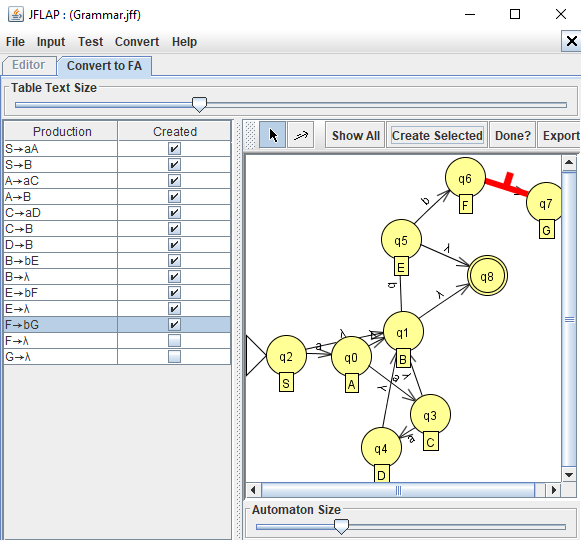 JFLAP : (Grammar.jff)
File Input Test Convert Help
Editor Convert to FA
Table Text Size
Production Created
S→aA
S→B
A→aC
A→B
C→aD
C→B
D→B
B→bE
B→λ
E→bF
E→λ
F→bG
F→λ
G→λ
Show All Create Selected Done? Export
q6
F
b
b
q7
G
q5
E
λ
q8
b
λ
q1
B
q2
S
λ
a
λ
q0
A
λ
a
λ
q3
C
a
q4
D
Automaton Size